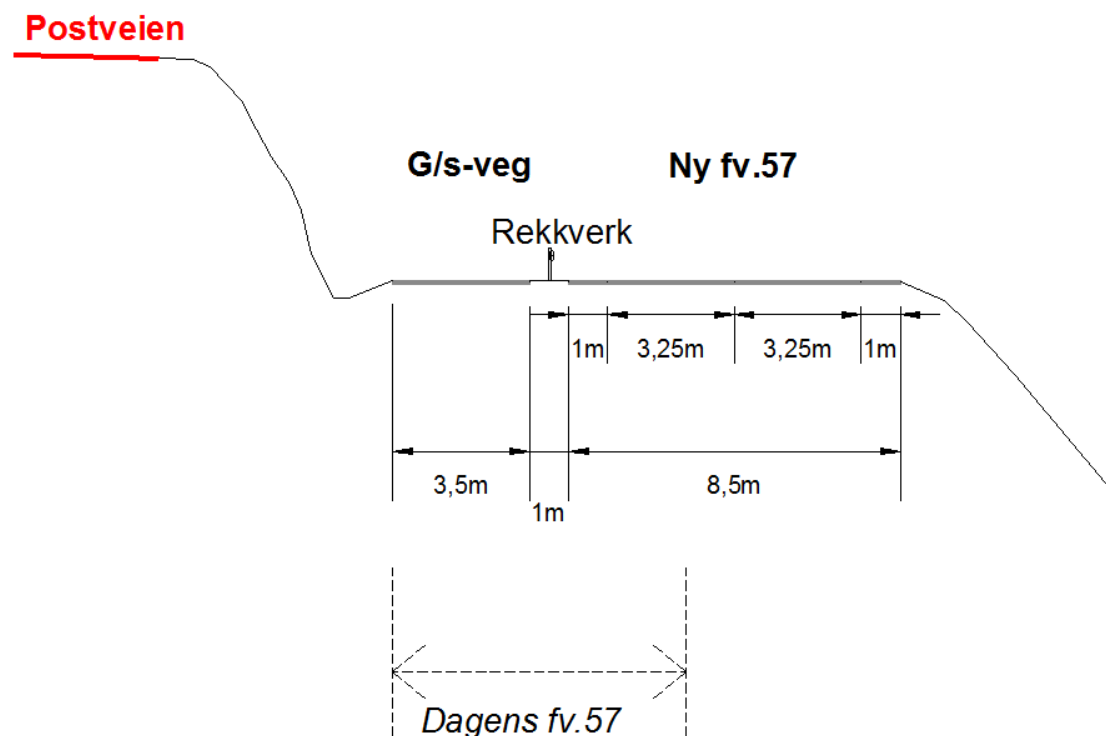 Postveien
G/s-veg
Ny fv.57
Rekkverk
1m
3,25m
3,25m
1m
3,5m
8,5m
1m
Dagens fv.57